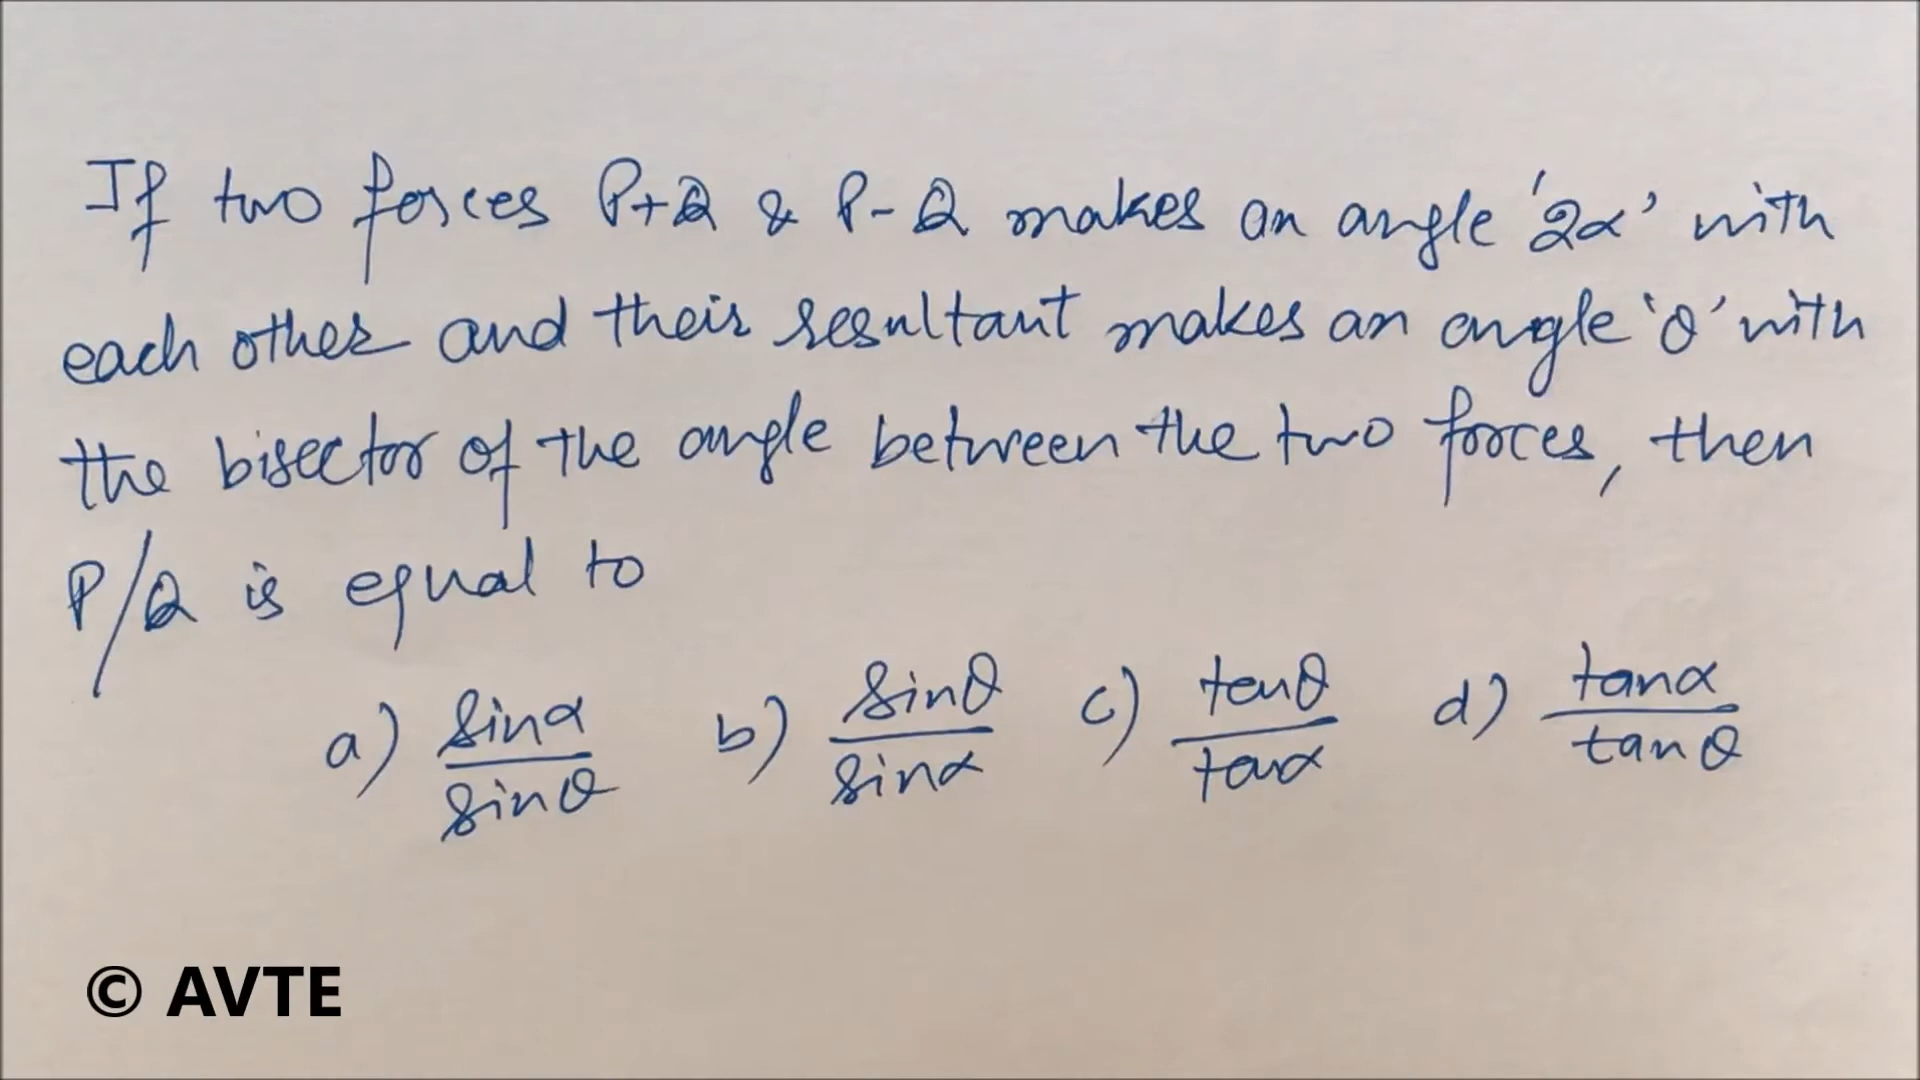 If two forces P+Q & P-Q makes an angle '2α' with
each other and their resultant makes an angle 'θ' with
the bisector of the angle between the two forces, then
P/Q is equal to
a) sinα/sinθ b) sinθ/sinα c) tanθ/tanα d) tanα/tanθ
© AVTE